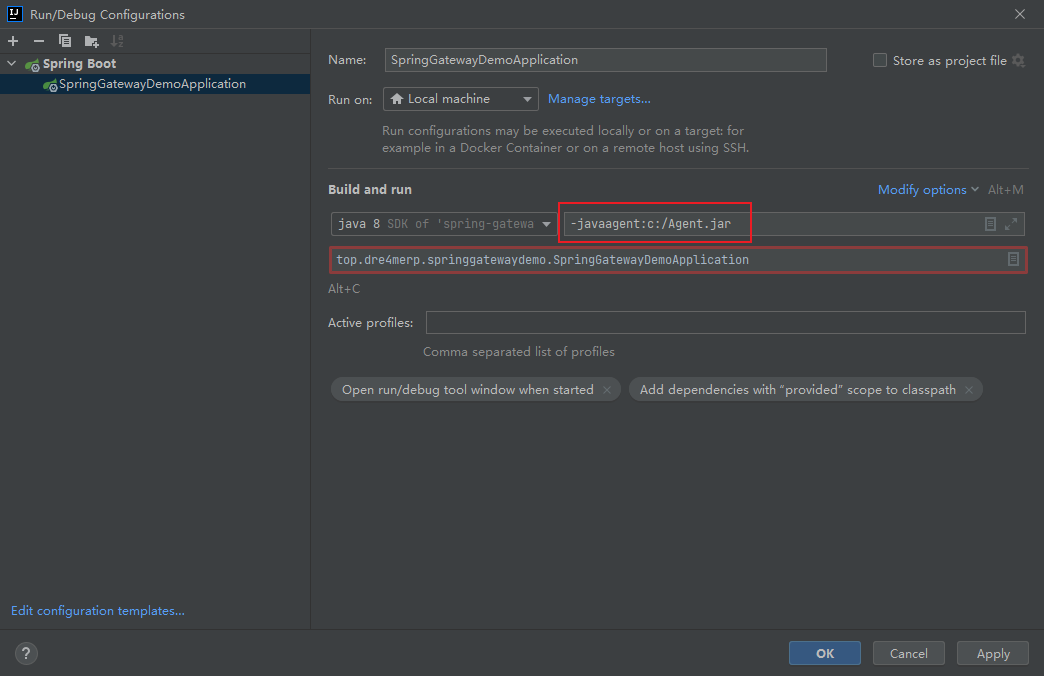 Run/Debug Configurations
Spring Boot
SpringGatewayDemoApplication
Edit configuration templates...
Name: SpringGatewayDemoApplication Store as project file
Run on: Local machine Manage targets...
Run configurations may be executed locally or on a target: for
example in a Docker Container or on a remote host using SSH.
Build and run Modify options Alt+M
java 8 SDK of 'spring-gatewa -javaagent:c:/Agent.jar
top.dre4merp.springgatewaydemo.SpringGatewayDemoApplication
Alt+C
Active profiles:
Comma separated list of profiles
Open run/debug tool window when started × Add dependencies with “provided” scope to classpath ×
? OK Cancel Apply